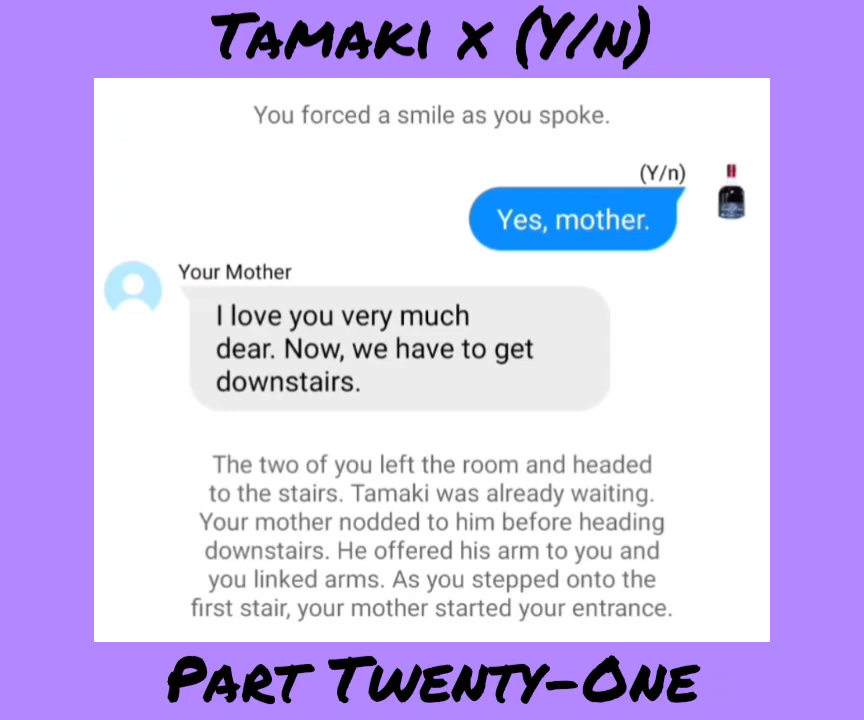 Tamaki x (Y/n)
You forced a smile as you spoke.
(Y/n)
Yes, mother.
Your Mother
I love you very much
dear. Now, we have to get
downstairs.
The two of you left the room and headed
to the stairs. Tamaki was already waiting.
Your mother nodded to him before heading
downstairs. He offered his arm to you and
you linked arms. As you stepped onto the
first stair, your mother started your entrance.
Part Twenty-One